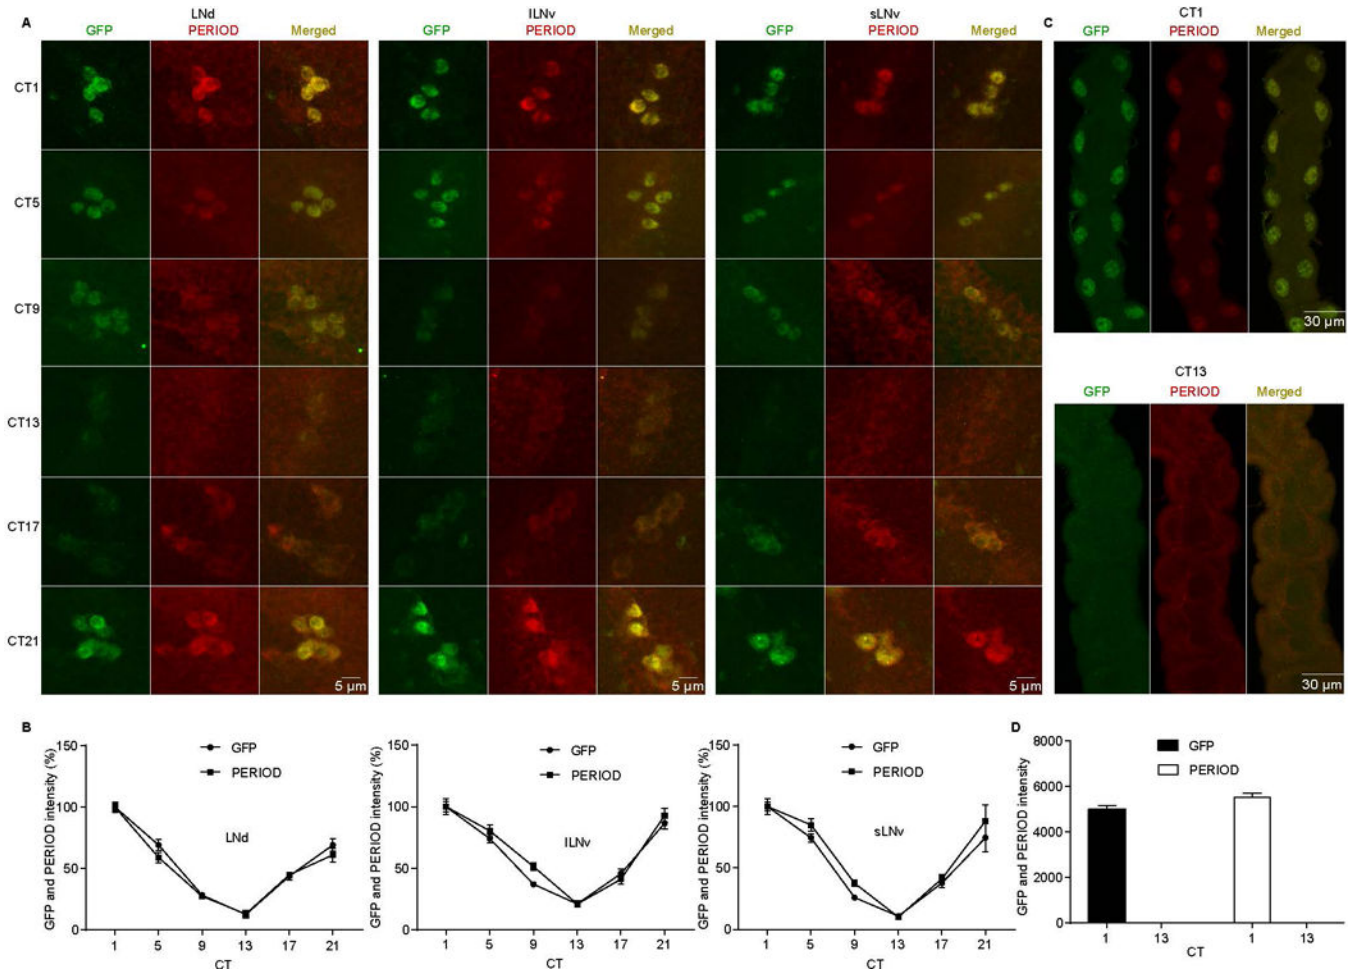 A
LNd
lLNv
sLNv
GFP PERIOD Merged
GFP PERIOD Merged
GFP PERIOD Merged
CT1
CT5
CT9
CT13
CT17
CT21
5 µm
5 µm
5 µm
C
CT1
GFP PERIOD Merged
30 µm
CT13
GFP PERIOD Merged
30 µm
B
GFP and PERIOD intensity (%)
150
100
50
0
GFP
PERIOD
LNd
1 5 9 13 17 21
CT
GFP and PERIOD intensity (%)
150
100
50
0
GFP
PERIOD
lLNv
1 5 9 13 17 21
CT
GFP and PERIOD intensity (%)
150
100
50
0
GFP
PERIOD
sLNv
1 5 9 13 17 21
CT
D
GFP and PERIOD intensity
8000
6000
4000
2000
0
GFP
PERIOD
1 13 1 13
CT